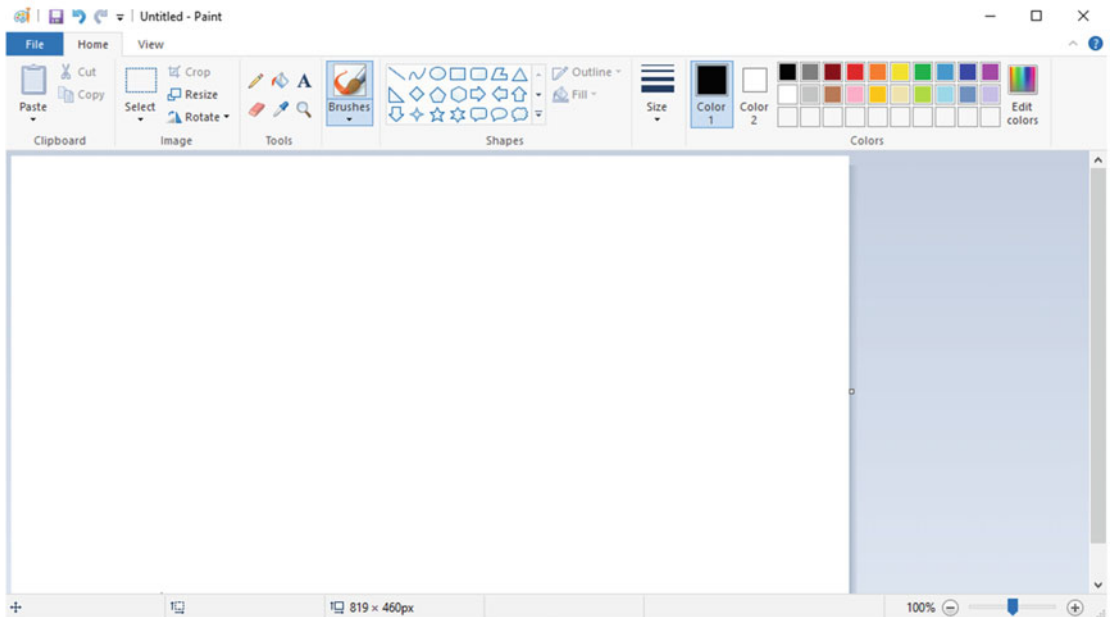 Untitled - Paint
File Home View
Paste
Cut
Copy
Clipboard
Select
Crop
Resize
Rotate
Image
A
Tools
Brushes
Shapes
Outline
Fill
Size
Color 1
Color 2
Edit colors
Colors
819 × 460px
100%